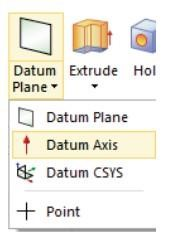 Datum Extrude Hol
Plane
Datum Plane
Datum Axis
Datum CSYS
Point